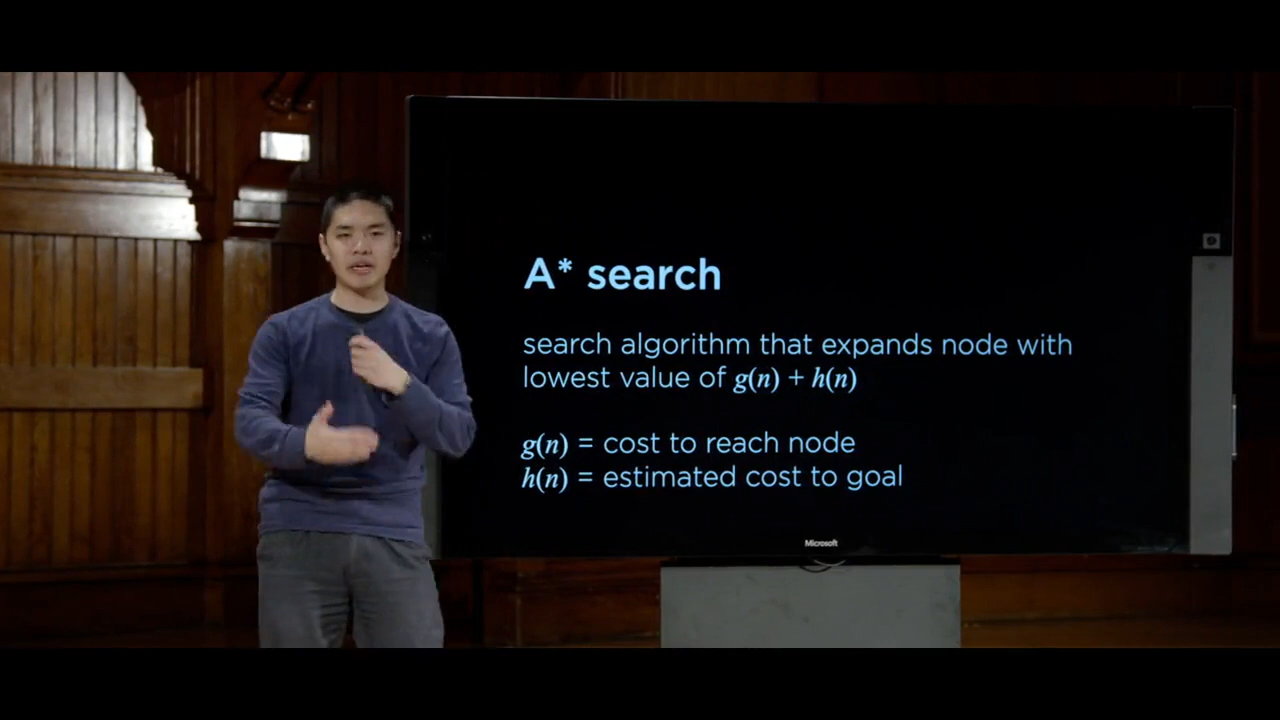 A* search
search algorithm that expands node with
lowest value of g(n) + h(n)
g(n) = cost to reach node
h(n) = estimated cost to goal
Microsoft